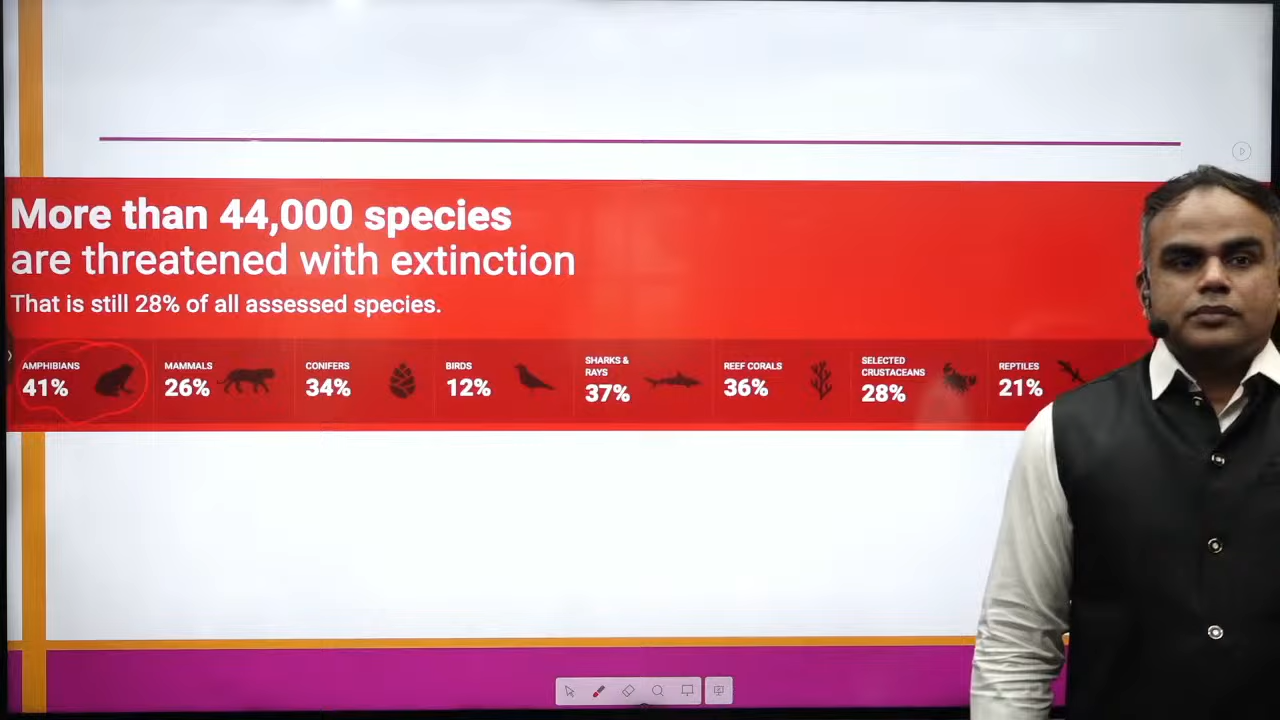 More than 44,000 species
are threatened with extinction
That is still 28% of all assessed species.
AMPHIBIANS
41%
MAMMALS
26%
CONIFERS
34%
BIRDS
12%
SHARKS &
RAYS
37%
REEF CORALS
36%
SELECTED
CRUSTACEANS
28%
REPTILES
21%